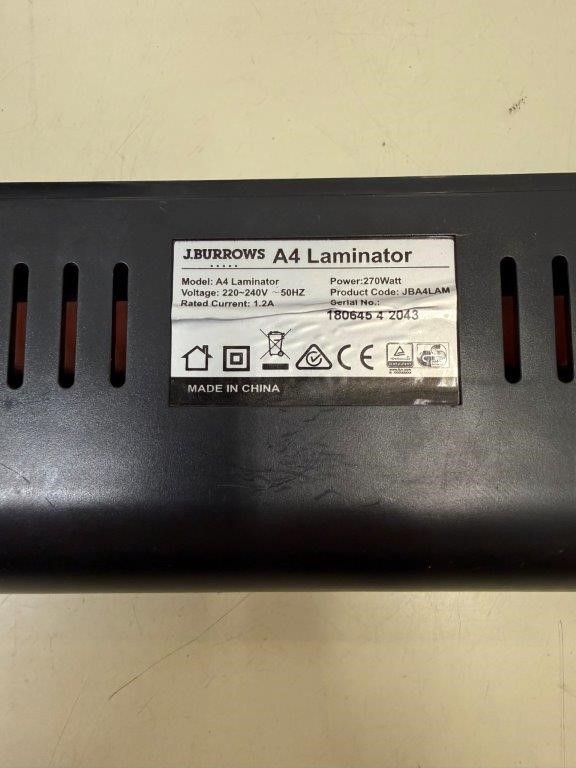 J.BURROWS A4 Laminator
Model: A4 Laminator Power:270Watt
Voltage: 220~240V ~ 50HZ Product Code: JBA4LAM
Rated Current: 1.2A Serial No.:
180645 4 2043
MADE IN CHINA